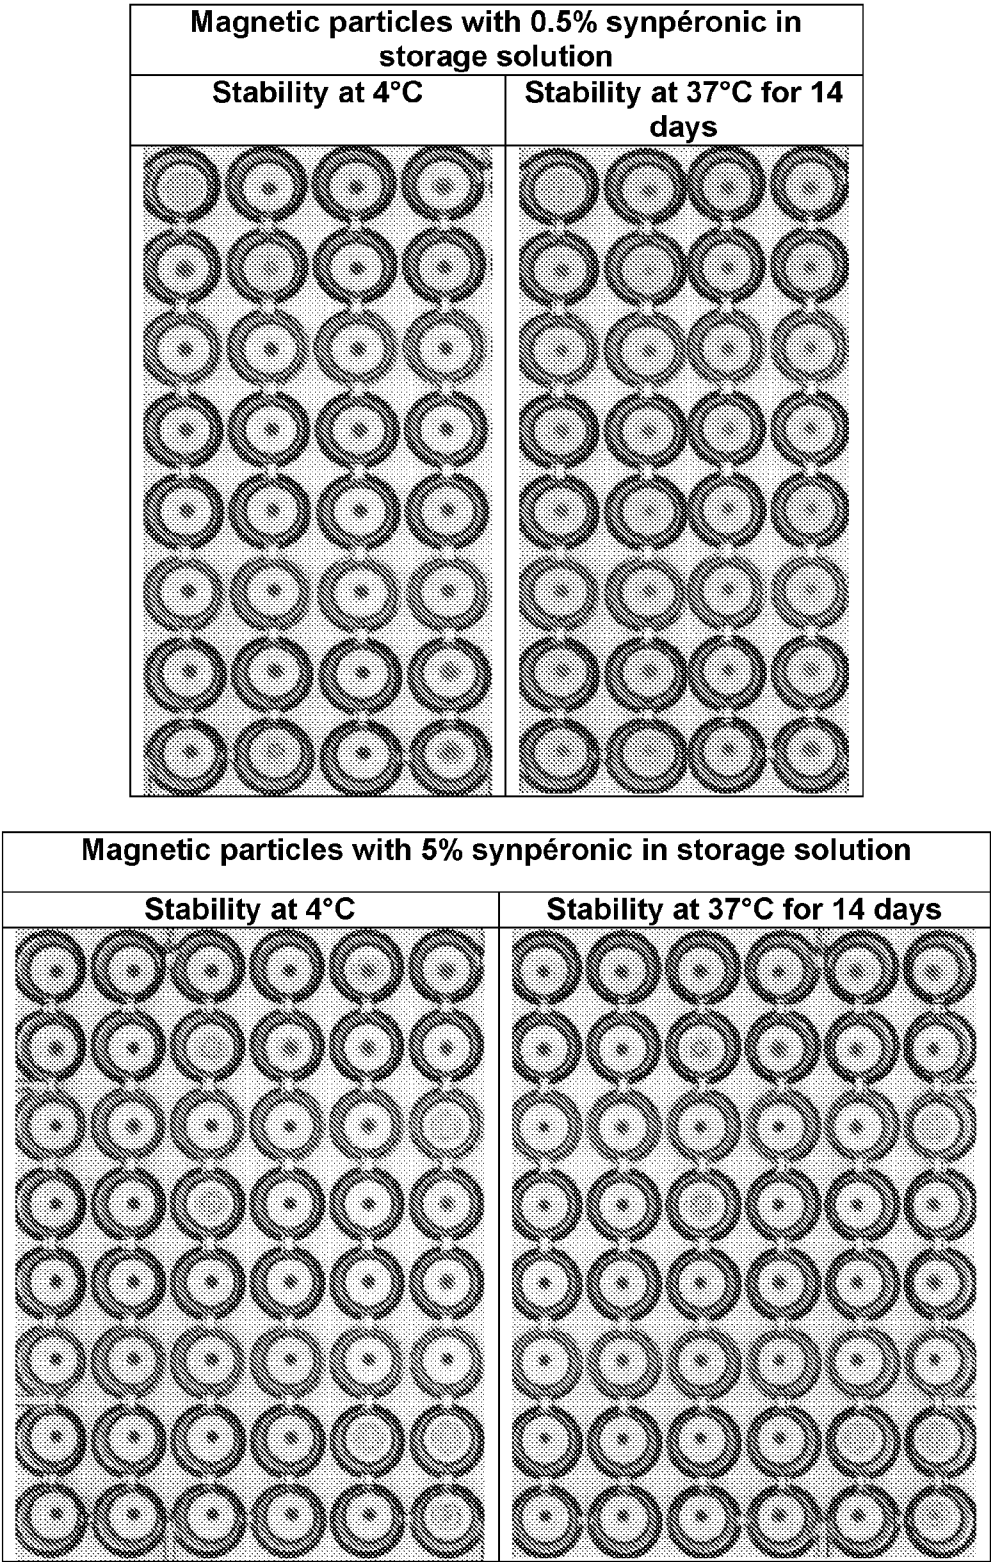 Magnetic particles with 0.5% synpéronic in
storage solution
Stability at 4°C
Stability at 37°C for 14
days
Magnetic particles with 5% synpéronic in storage solution
Stability at 4°C
Stability at 37°C for 14 days